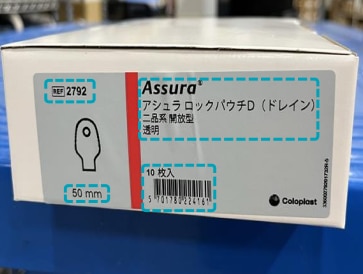 REF 2792
Assura®
アシュラ ロックパウチD（ドレイン）
二品系 開放型
透明
50 mm
10 枚入
5 701780 224161
Coloplast